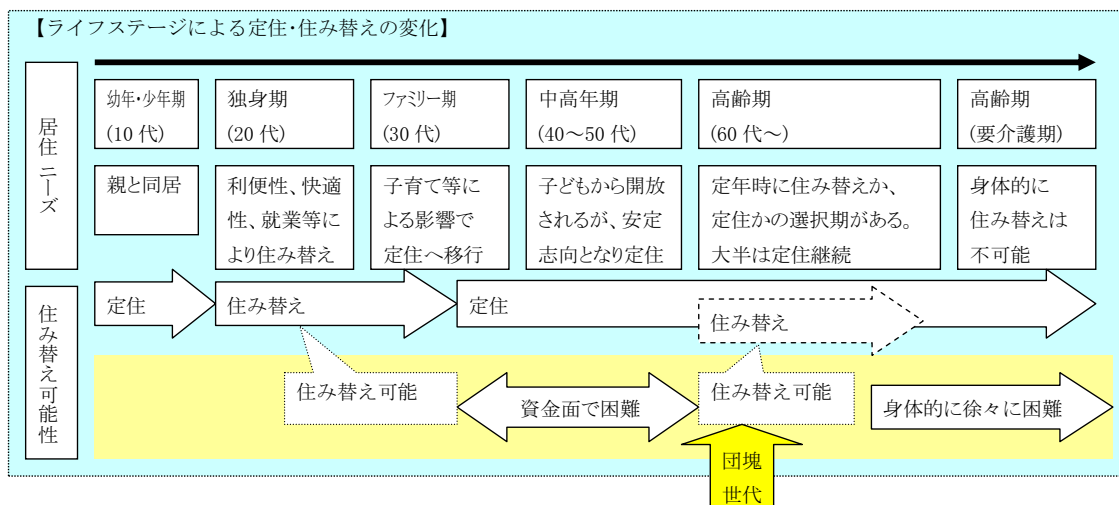 【ライフステージによる定住・住み替えの変化】
居住ニーズ
幼年・少年期
(10 代)
独身期
(20 代)
ファミリー期
(30 代)
中高年期
(40～50 代)
高齢期
(60 代～)
高齢期
(要介護期)
親と同居
利便性、快適
性、就業等に
より住み替え
子育て等に
よる影響で
定住へ移行
子どもから開放
されるが、安定
志向となり定住
定年時に住み替えか、
定住かの選択期がある。
大半は定住継続
身体的に
住み替えは
不可能
住み替え可能性
定住
住み替え
定住
住み替え
住み替え可能
資金面で困難
住み替え可能
身体的に徐々に困難
団塊
世代